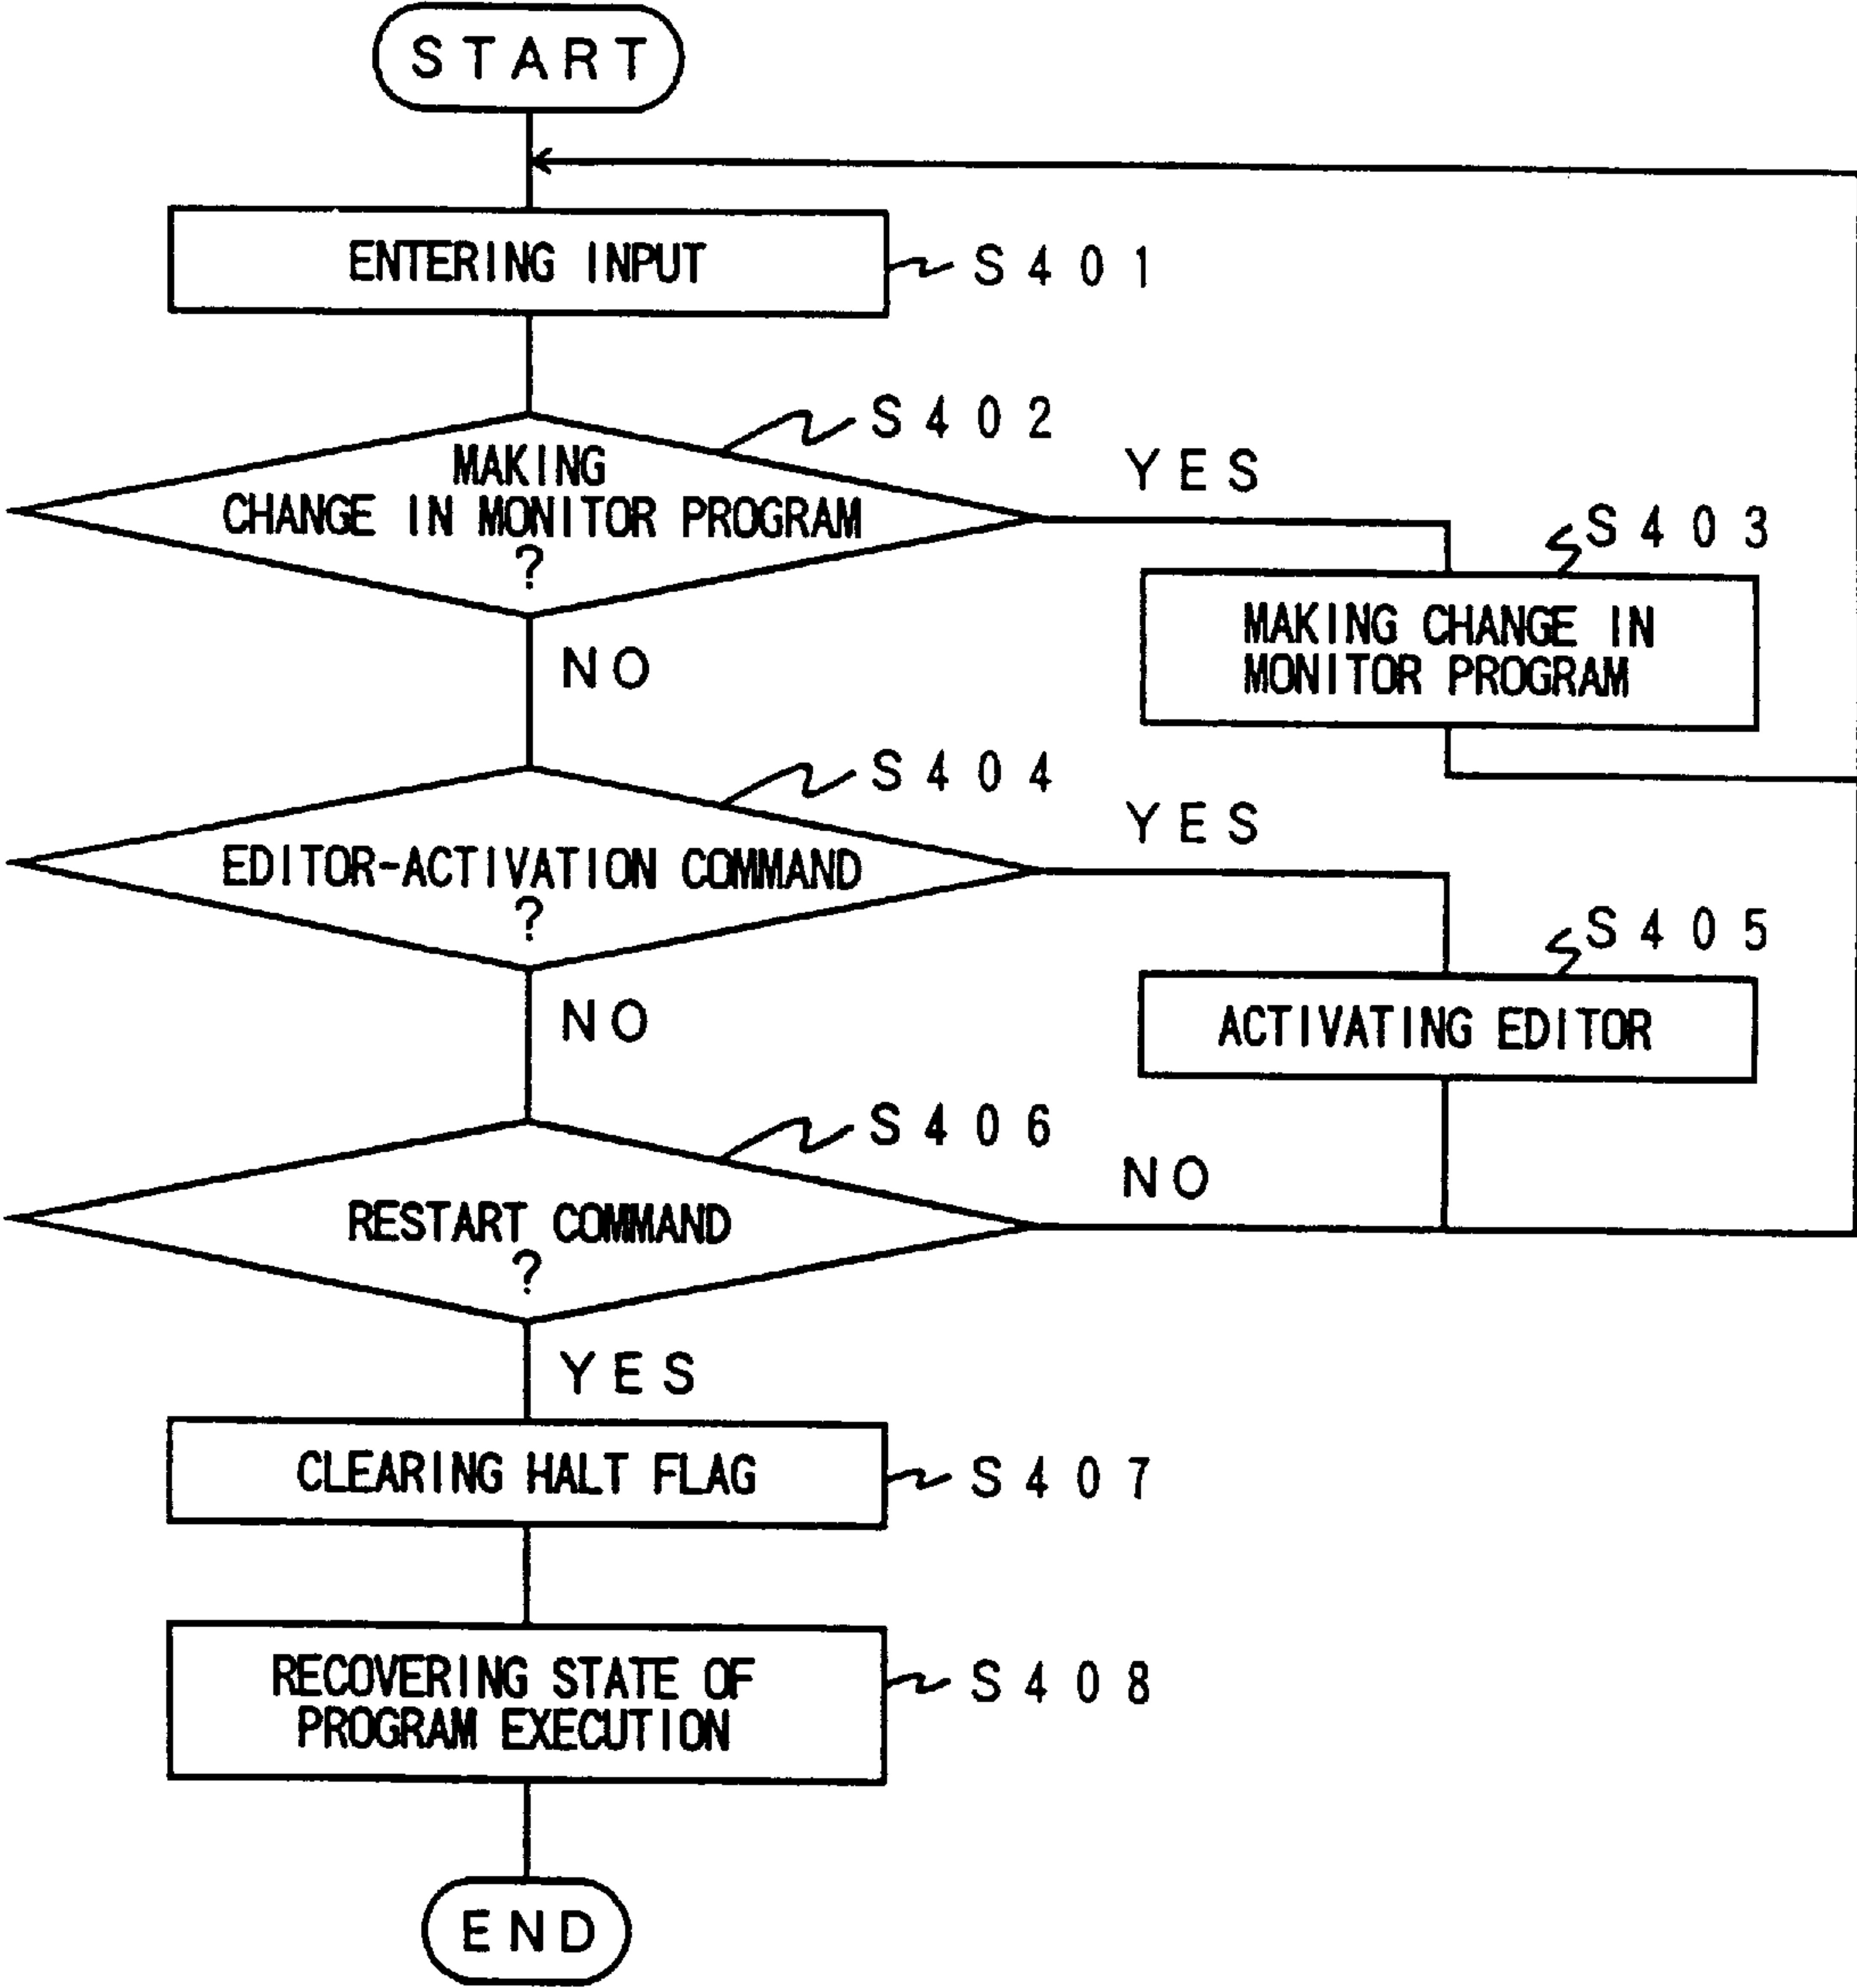 START
ENTERING INPUT
S401
S402
MAKING
CHANGE IN MONITOR PROGRAM
?
YES
S403
MAKING CHANGE IN
MONITOR PROGRAM
NO
S404
EDITOR-ACTIVATION COMMAND
?
YES
S405
ACTIVATING EDITOR
NO
S406
RESTART COMMAND
?
NO
YES
CLEARING HALT FLAG
S407
RECOVERING STATE OF
PROGRAM EXECUTION
S408
END